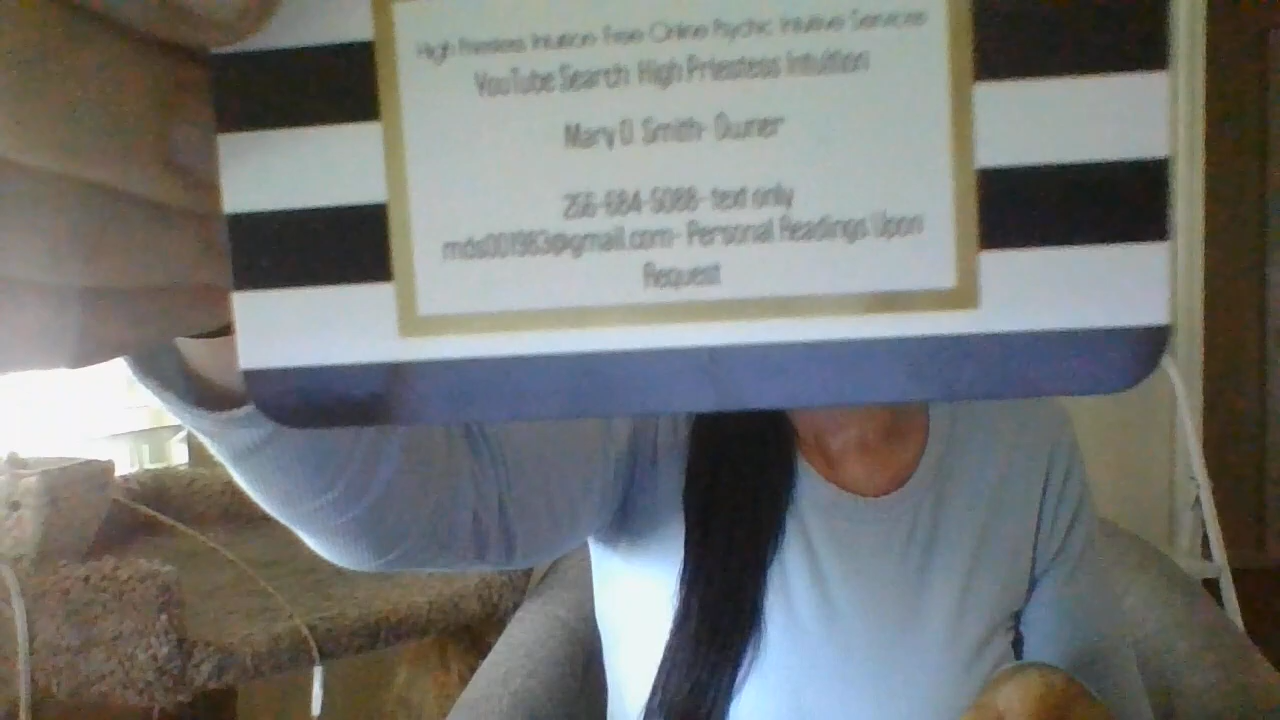 High Priestess Intuition- Free Online Psychic Intuitive Services
YouTube Search: High Priestess Intuition
Mary D. Smith- Owner
256-684-5088- text only
mds001983@gmail.com- Personal Readings Upon
Request